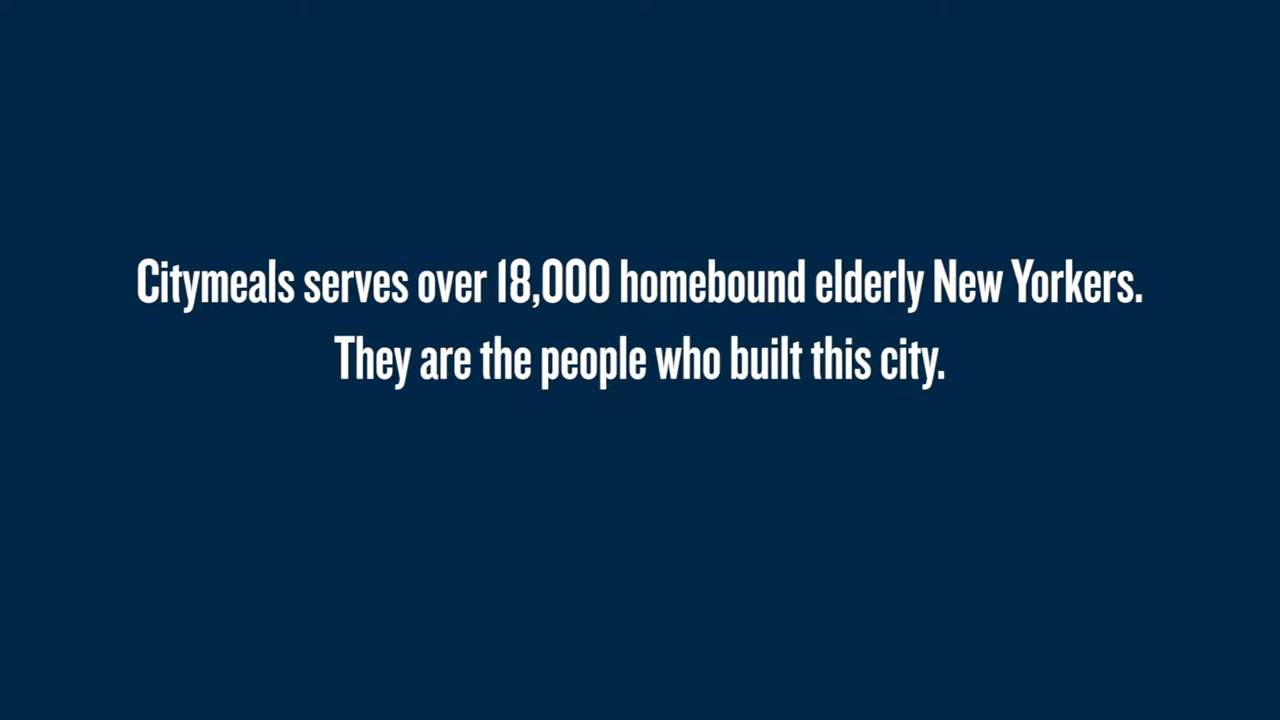 Citymeals serves over 18,000 homebound elderly New Yorkers.
They are the people who built this city.